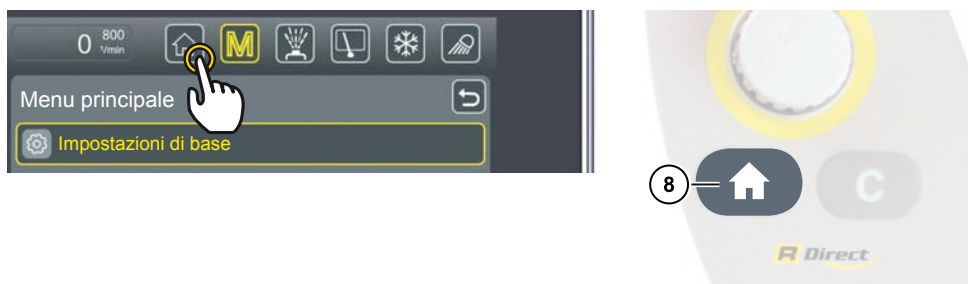 0 800 1/min M
Menu principale
Impostazioni di base
8
C
R Direct